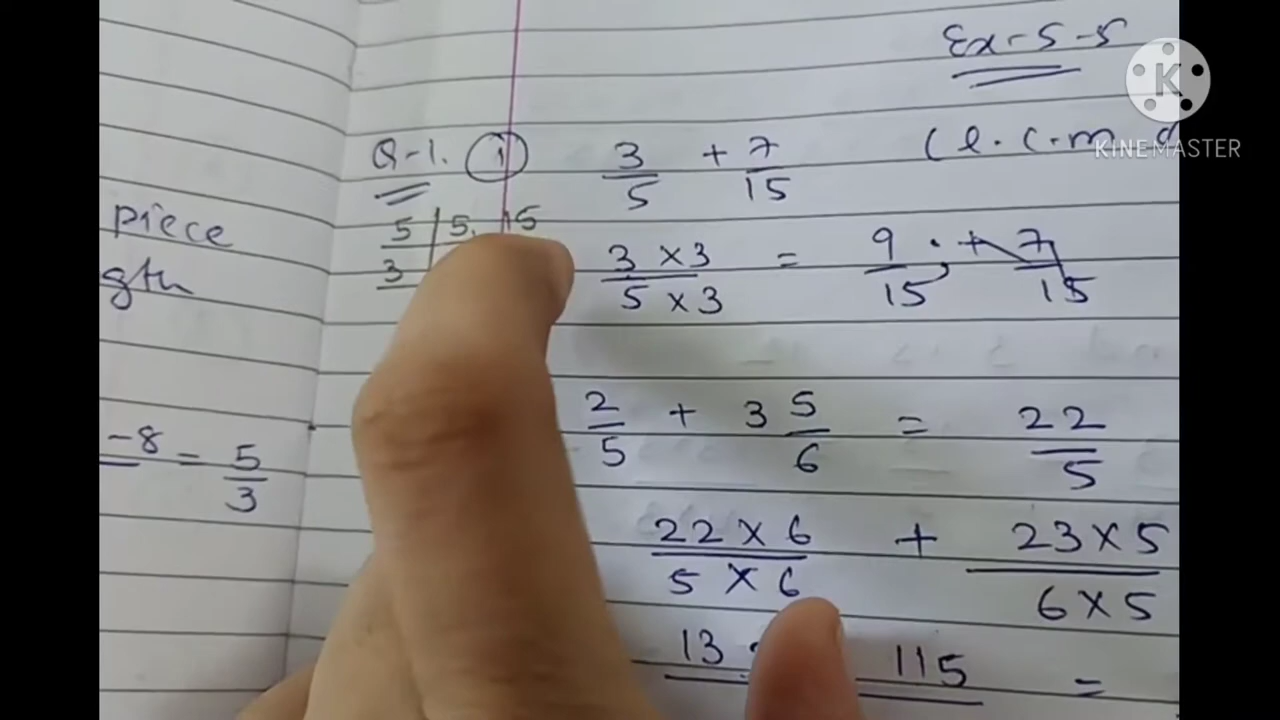 Ex-5-5
Q-1. (i) 3/5 + 7/15
(l.c.m
KINEMASTER
piece
gth
5 | 5, 15
3
3×3/5×3 = 9/15 + 7/15
2/5 + 3 5/6 = 22/5
-8 = 5/3
22×6/5×6 + 23×5/6×5
13 115 =